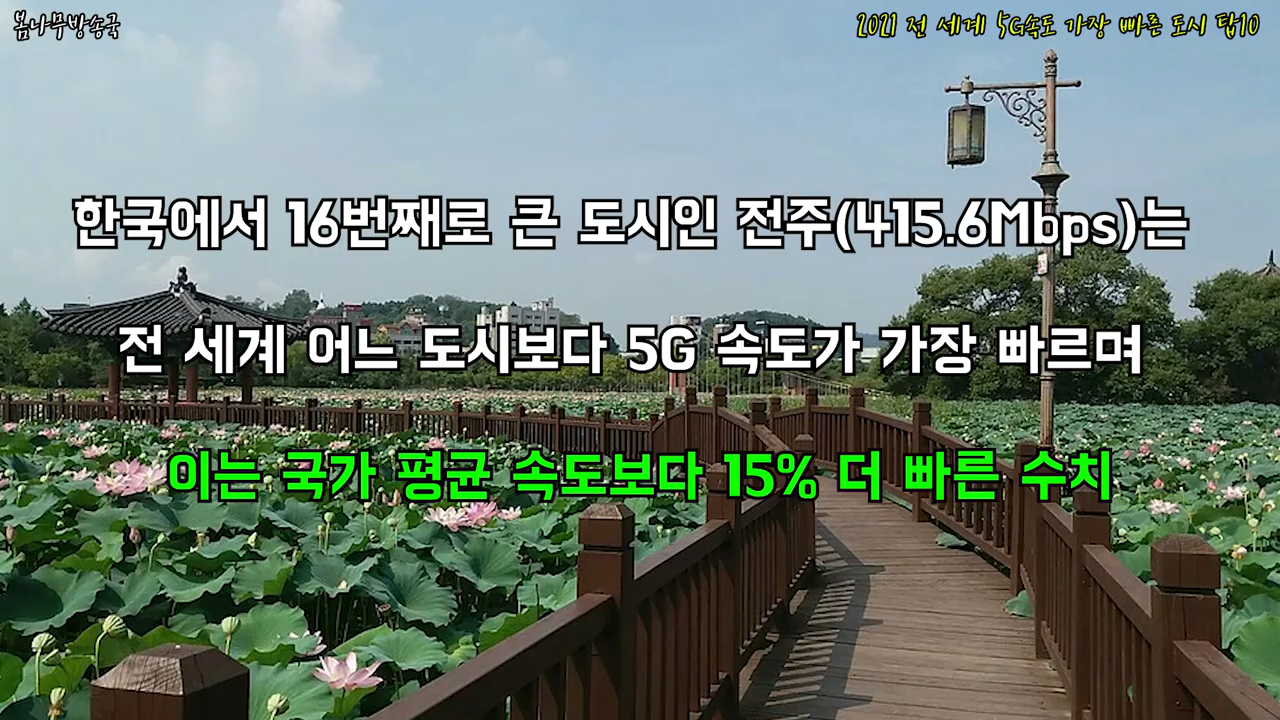 봄나무방송국
2021 전 세계 5G속도 가장 빠른 도시 탑10
한국에서 16번째로 큰 도시인 전주(415.6Mbps)는
전 세계 어느 도시보다 5G 속도가 가장 빠르며
이는 국가 평균 속도보다 15% 더 빠른 수치